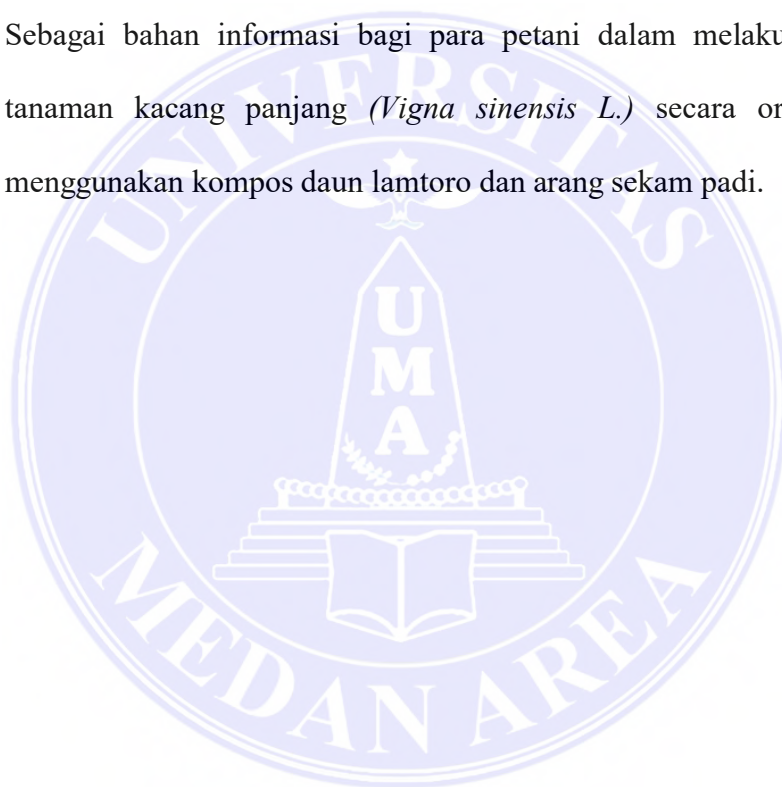 Sebagai bahan informasi bagi para petani dalam melaku
tanaman kacang panjang (Vigna sinensis L.) secara or
menggunakan kompos daun lamtoro dan arang sekam padi.
UNIVERSITAS
UMA
MEDAN AREA